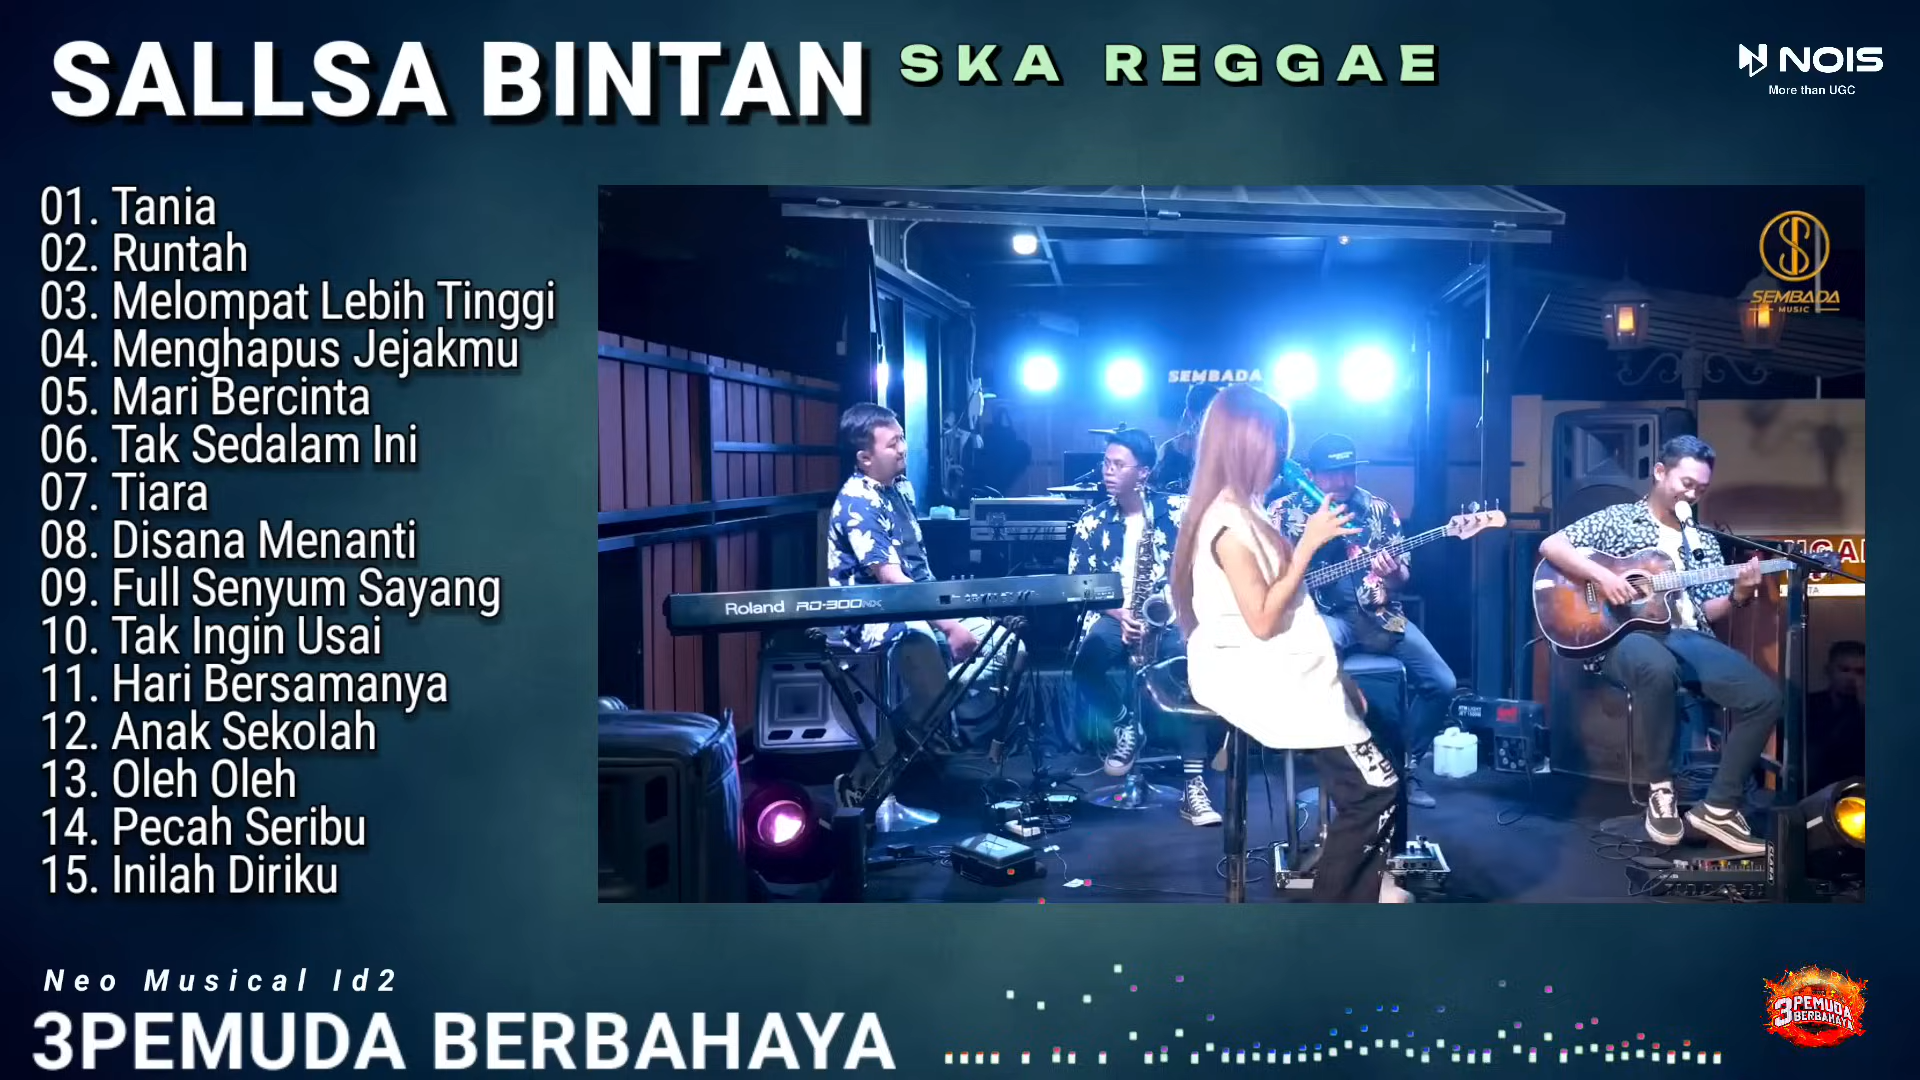 SALLSA BINTAN
SKA REGGAE
NOIS
More than UGC
01. Tania
02. Runtah
03. Melompat Lebih Tinggi
04. Menghapus Jejakmu
05. Mari Bercinta
06. Tak Sedalam Ini
07. Tiara
08. Disana Menanti
09. Full Senyum Sayang
10. Tak Ingin Usai
11. Hari Bersamanya
12. Anak Sekolah
13. Oleh Oleh
14. Pecah Seribu
15. Inilah Diriku
SEMBADA
MUSIC
SEMBADA
Roland RD-300NX
Neo Musical Id2
3PEMUDA BERBAHAYA
3PEMUDA
BERBAHAYA